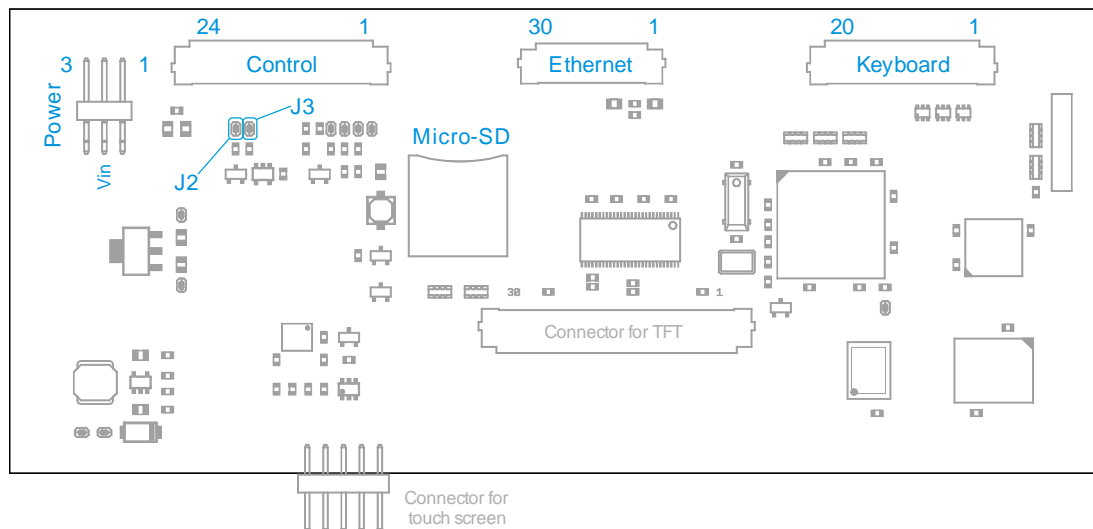 24 1
30 1
20 1
Control
Ethernet
Keyboard
3 1
Power
Vin
J3
J2
Micro-SD
30 1
Connector for TFT
Connector for
touch screen